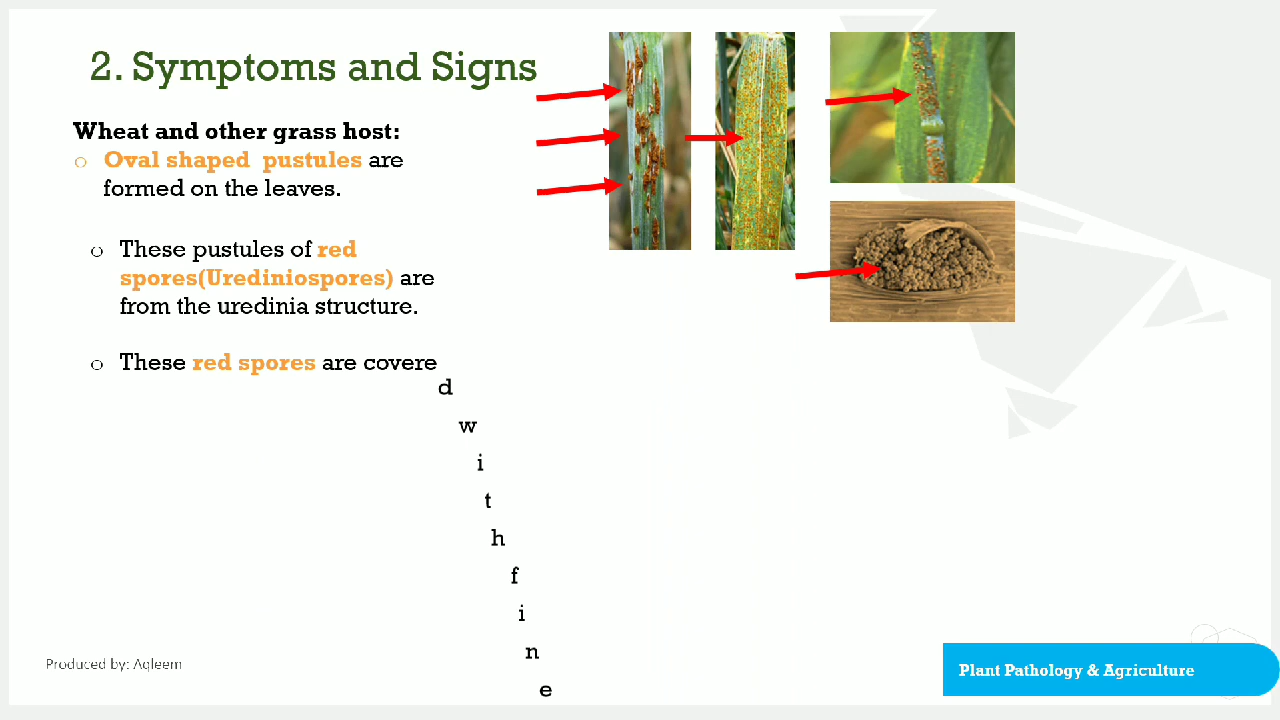 2. Symptoms and Signs
Wheat and other grass host:
Oval shaped pustules are
formed on the leaves.
These pustules of red
spores(Urediniospores) are
from the uredinia structure.
These red spores are covere
d
w
i
t
h
f
i
n
e
Produced by: Aqleem
Plant Pathology & Agriculture